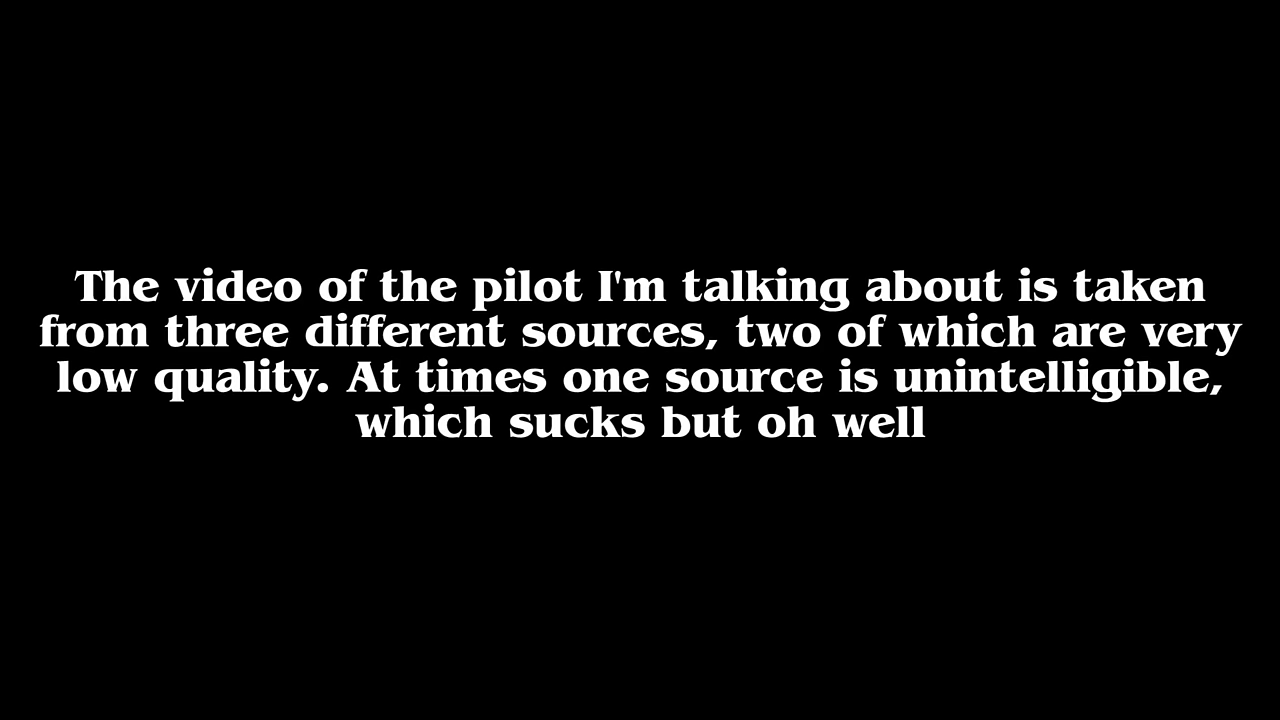 The video of the pilot I'm talking about is taken
from three different sources, two of which are very
low quality. At times one source is unintelligible,
which sucks but oh well